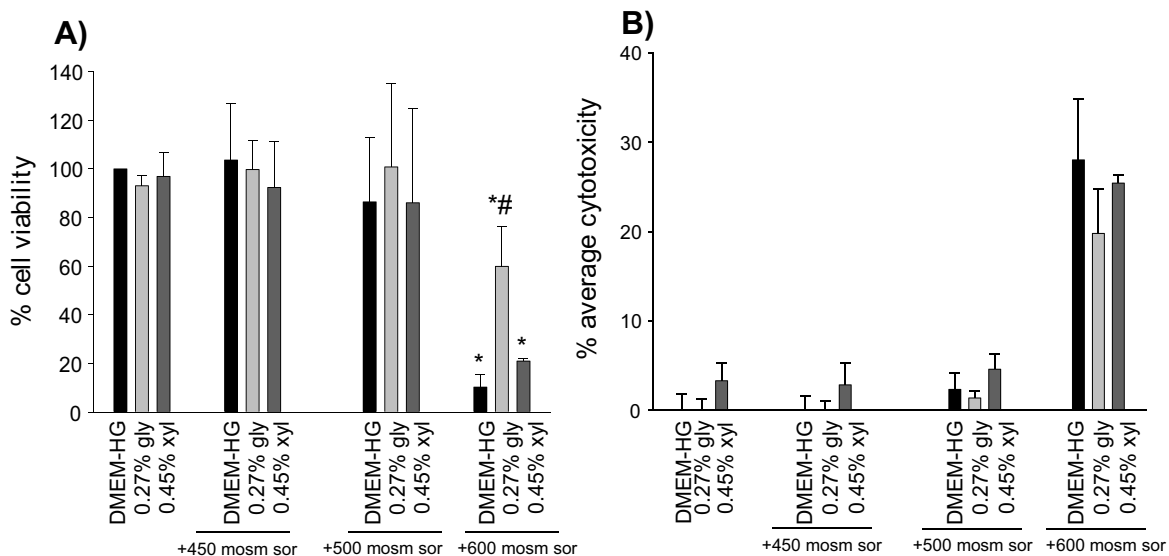 A)
% cell viability
140
120
100
80
60
40
20
0
*
*#
*
DMEM-HG
0.27% gly
0.45% xyl
DMEM-HG
0.27% gly
0.45% xyl
DMEM-HG
0.27% gly
0.45% xyl
DMEM-HG
0.27% gly
0.45% xyl
+450 mosm sor
+500 mosm sor
+600 mosm sor
B)
% average cytotoxicity
40
30
20
10
0
DMEM-HG
0.27% gly
0.45% xyl
DMEM-HG
0.27% gly
0.45% xyl
DMEM-HG
0.27% gly
0.45% xyl
DMEM-HG
0.27% gly
0.45% xyl
+450 mosm sor
+500 mosm sor
+600 mosm sor